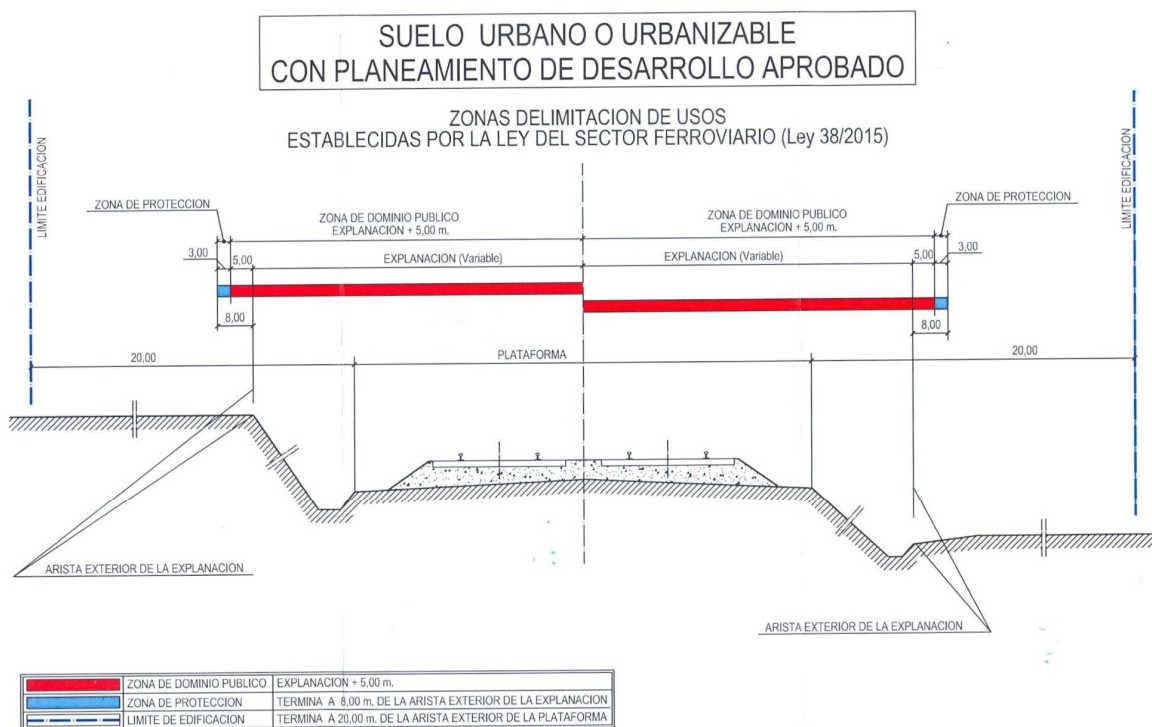 SUELO URBANO O URBANIZABLE
CON PLANEAMIENTO DE DESARROLLO APROBADO
ZONAS DELIMITACION DE USOS
ESTABLECIDAS POR LA LEY DEL SECTOR FERROVIARIO (Ley 38/2015)
LIMITE EDIFICACION
LIMITE EDIFICACION
ZONA DE PROTECCION
ZONA DE PROTECCION
ZONA DE DOMINIO PUBLICO
EXPLANACION + 5,00 m.
ZONA DE DOMINIO PUBLICO
EXPLANACION + 5,00 m.
3,00
5,00
EXPLANACION (Variable)
EXPLANACION (Variable)
5,00
3,00
8,00
8,00
20,00
PLATAFORMA
20,00
ARISTA EXTERIOR DE LA EXPLANACION
ARISTA EXTERIOR DE LA EXPLANACION
ZONA DE DOMINIO PUBLICO EXPLANACION + 5,00 m.
ZONA DE PROTECCION TERMINA A 8,00 m. DE LA ARISTA EXTERIOR DE LA EXPLANACION
LIMITE DE EDIFICACION TERMINA A 20,00 m. DE LA ARISTA EXTERIOR DE LA PLATAFORMA